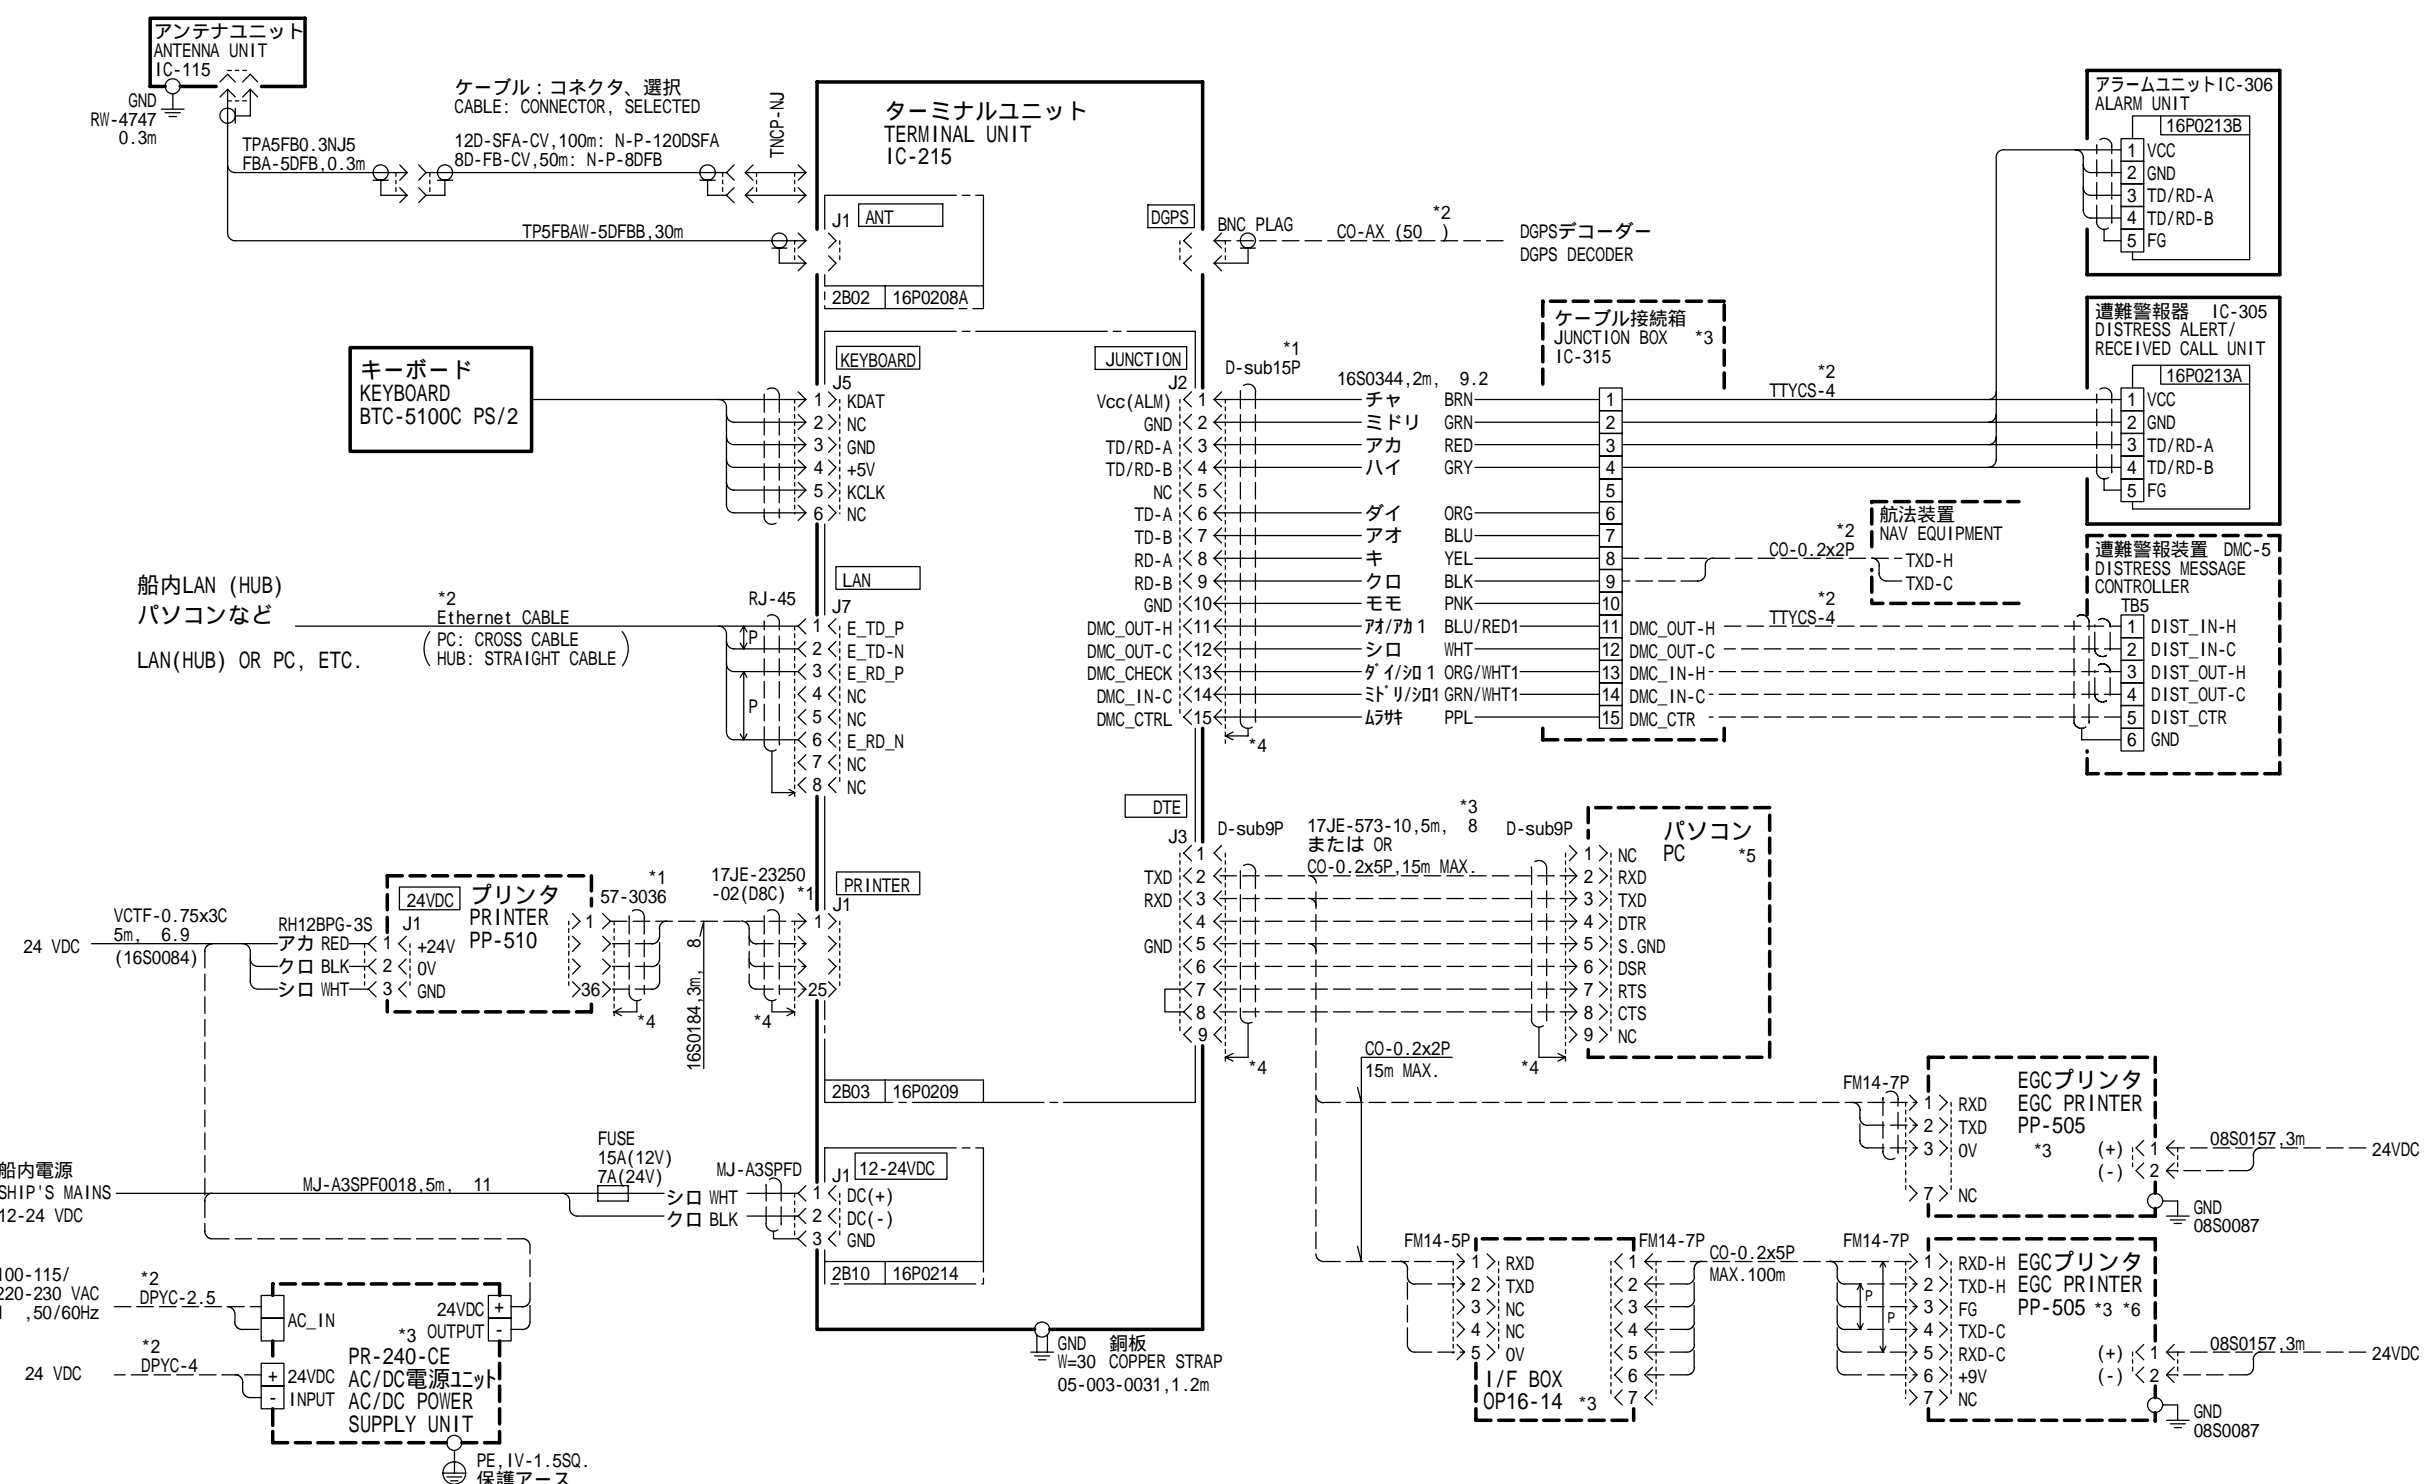 アンテナユニット
ANTENNA UNIT
IC-115
GND
RW-4747
0.3m
TPA5FB0.3NJ5
FBA-5DFB,0.3m
ケーブル：コネクタ、選択
CABLE: CONNECTOR, SELECTED
12D-SFA-CV,100m: N-P-12ODSFA
8D-FB-CV,50m: N-P-8DFB
TNCP-NJ
TP5FBAW-5DFBB,30m
ターミナルユニット
TERMINAL UNIT
IC-215
J1 ANT
2B02 16P0208A
DGPS
BNC PLAG
*2
CO-AX (50 )
DGPSデコーダー
DGPS DECODER
アラームユニットIC-306
ALARM UNIT
16P0213B
1 VCC
2 GND
3 TD/RD-A
4 TD/RD-B
5 FG
遭難警報器 IC-305
DISTRESS ALERT/
RECEIVED CALL UNIT
16P0213A
1 VCC
2 GND
3 TD/RD-A
4 TD/RD-B
5 FG
キーボード
KEYBOARD
BTC-5100C PS/2
KEYBOARD
J5
1 KDAT
2 NC
3 GND
4 +5V
5 KCLK
6 NC
JUNCTION
J2
*1
D-sub15P
16S0344,2m, 9.2
ケーブル接続箱
JUNCTION BOX *3
IC-315
*2
TTYCS-4
Vcc(ALM) 1 チャ BRN 1
GND 2 ミドリ GRN 2
TD/RD-A 3 アカ RED 3
TD/RD-B 4 ハイ GRY 4
NC 5 5
TD-A 6 ダイ ORG 6
TD-B 7 アオ BLU 7
RD-A 8 キ YEL 8
RD-B 9 クロ BLK 9
GND 10 モモ PNK 10
DMC_OUT-H 11 アオ/アカ1 BLU/RED1 11 DMC_OUT-H
DMC_OUT-C 12 シロ WHT 12 DMC_OUT-C
DMC_CHECK 13 ダイ/シロ1 ORG/WHT1 13 DMC_IN-H
DMC_IN-C 14 ミドリ/シロ1 GRN/WHT1 14 DMC_IN-C
DMC_CTRL 15 ムラサキ PPL 15 DMC_CTR
*4
*2
CO-0.2x2P
航法装置
NAV EQUIPMENT
TXD-H
TXD-C
*2
TTYCS-4
遭難警報装置 DMC-5
DISTRESS MESSAGE
CONTROLLER
TB5
1 DIST_IN-H
2 DIST_IN-C
3 DIST_OUT-H
4 DIST_OUT-C
5 DIST_CTR
6 GND
船内LAN (HUB)
パソコンなど
LAN(HUB) OR PC, ETC.
*2
Ethernet CABLE
(PC: CROSS CABLE
HUB: STRAIGHT CABLE)
RJ-45
LAN
J7
P
P
1 E_TD_P
2 E_TD-N
3 E_RD_P
4 NC
5 NC
6 E_RD_N
7 NC
8 NC
24 VDC
VCTF-0.75x3C
5m, 6.9
(16S0084)
RH12BPG-3S
アカ RED
クロ BLK
シロ WHT
24VDC
J1
1 +24V
2 0V
3 GND
プリンタ
PRINTER
PP-510
1
36
*1
57-3036
*4
16S0184,3m, 8
17JE-23250
-02(D8C) *1
*4
PRINTER
J1
1
25
2B03 16P0209
DTE
J3
D-sub9P
*3
17JE-573-10,5m, 8
または OR
CO-0.2x5P,15m MAX.
D-sub9P
パソコン
PC *5
1 1 NC
TXD 2 2 RXD
RXD 3 3 TXD
4 4 DTR
GND 5 5 S.GND
6 6 DSR
7 7 RTS
8 8 CTS
9 9 NC
*4
*4
CO-0.2x2P
15m MAX.
FM14-7P
1 RXD
2 TXD
3 0V
7 NC
EGCプリンタ
EGC PRINTER
PP-505
*3
(+) 1
(-) 2
08S0157,3m
24VDC
GND
08S0087
船内電源
SHIP'S MAINS
12-24 VDC
MJ-A3SPF0018,5m, 11
FUSE
15A(12V)
7A(24V)
シロ WHT
クロ BLK
MJ-A3SPFD
J1 12-24VDC
1 DC(+)
2 DC(-)
3 GND
2B10 16P0214
GND 銅板
W=30 COPPER STRAP
05-003-0031,1.2m
100-115/
220-230 VAC
,50/60Hz
*2
DPYC-2.5
AC_IN
24 VDC
*2
DPYC-4
+ 24VDC
- INPUT
24VDC +
OUTPUT -
*3
PR-240-CE
AC/DC電源ユニット
AC/DC POWER
SUPPLY UNIT
PE,IV-1.5SQ.
保護アース
FM14-5P
1 RXD
2 TXD
3 NC
4 NC
5 0V
I/F BOX
OP16-14 *3
FM14-7P
1
2
3
4
5
6
7
CO-0.2x5P
MAX.100m
FM14-7P
P
P
1 RXD-H
2 TXD-H
3 FG
4 TXD-C
5 RXD-C
6 +9V
7 NC
EGCプリンタ
EGC PRINTER
PP-505 *3 *6
(+) 1
(-) 2
08S0157,3m
24VDC
GND
08S0087